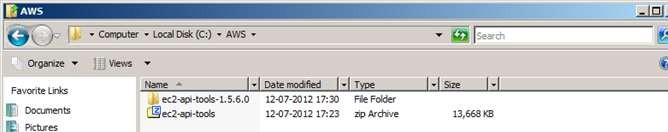 AWS
Computer Local Disk (C:) AWS Search
Organize Views
Favorite Links Name Date modified Type Size
Documents ec2-api-tools-1.5.6.0 12-07-2012 17:30 File Folder
Pictures ec2-api-tools 12-07-2012 17:23 zip Archive 13,668 KB